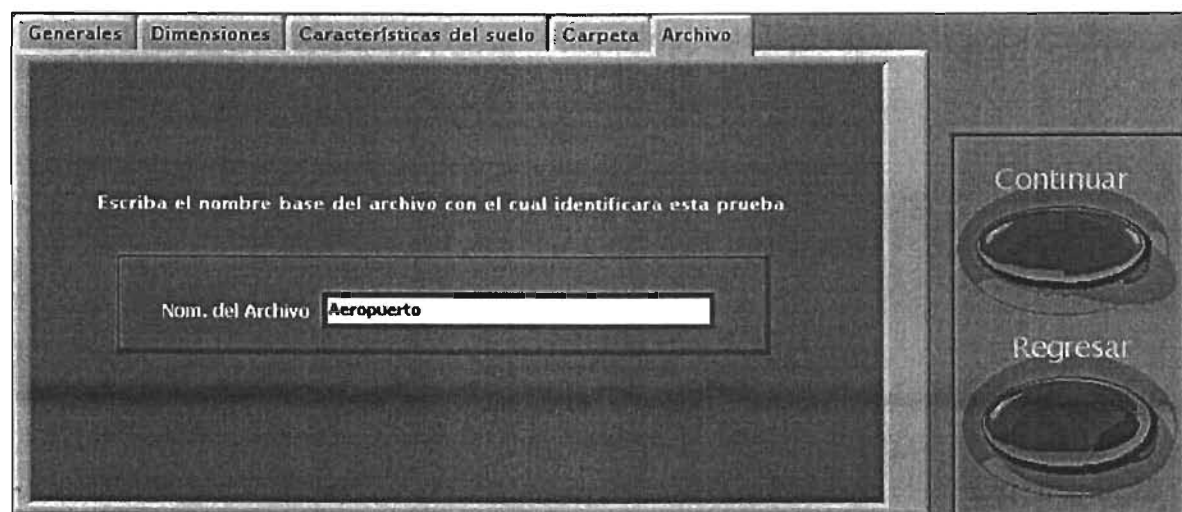 Generales Dimensiones Características del suelo Carpeta Archivo
Continuar
Escriba el nombre base del archivo con el cual identificara esta prueba
Nom. del Archivo Aeropuerto
Regresar